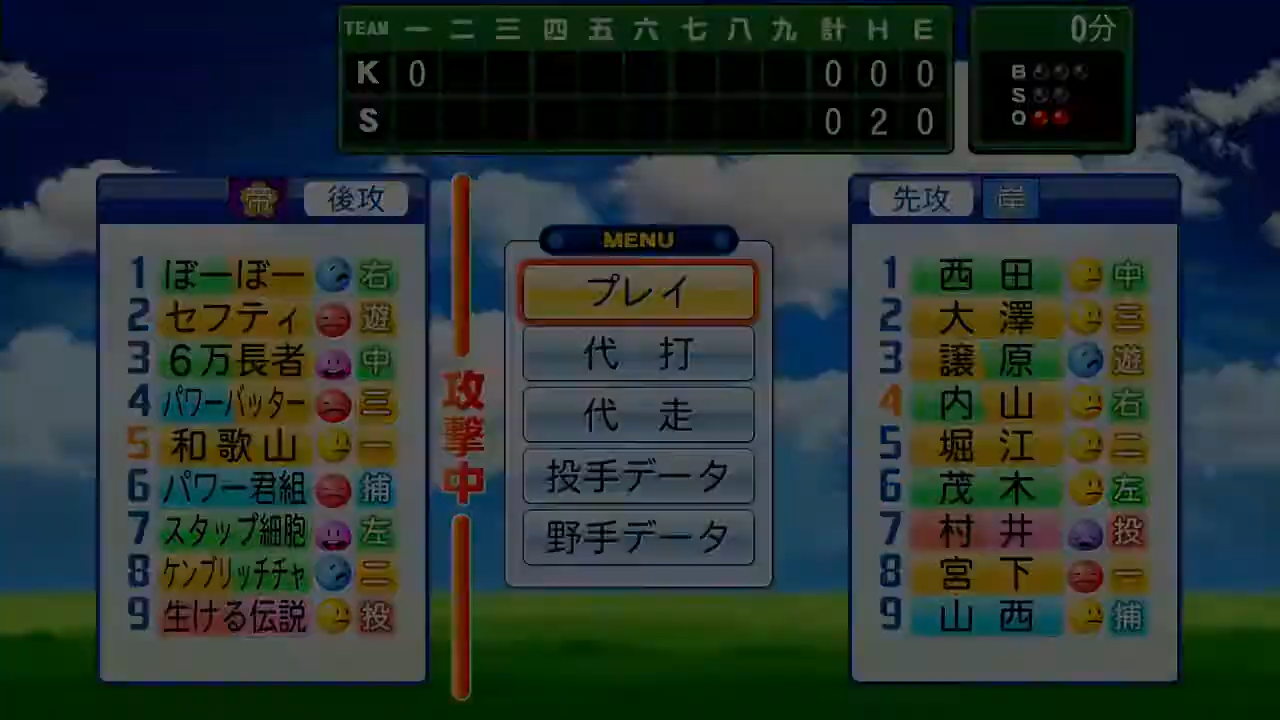 TEAM 一 二 三 四 五 六 七 八 九 計 H E
K 0 0 0 0
S 0 2 0
0分
B
S
O
帝 後攻
1 ぼーぼー 右
2 セフティ 遊
3 6万長者 中
4 パワーバッター 三
5 和歌山 一
6 パワー君組 捕
7 スタップ細胞 左
8 ケンブリッチチャ 二
9 生ける伝説 投
攻撃中
MENU
プレイ
代打
代走
投手データ
野手データ
先攻
1 西田 中
2 大澤 三
3 譲原 遊
4 内山 右
5 堀江 二
6 茂木 左
7 村井 投
8 宮下 一
9 山西 捕